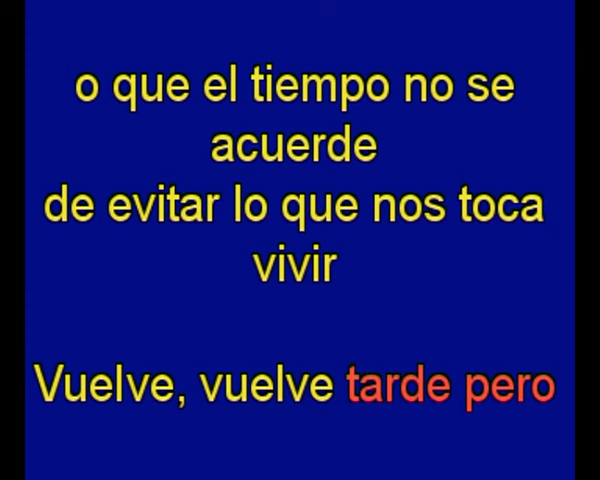 o que el tiempo no se
acuerde
de evitar lo que nos toca
vivir
Vuelve, vuelve tarde pero